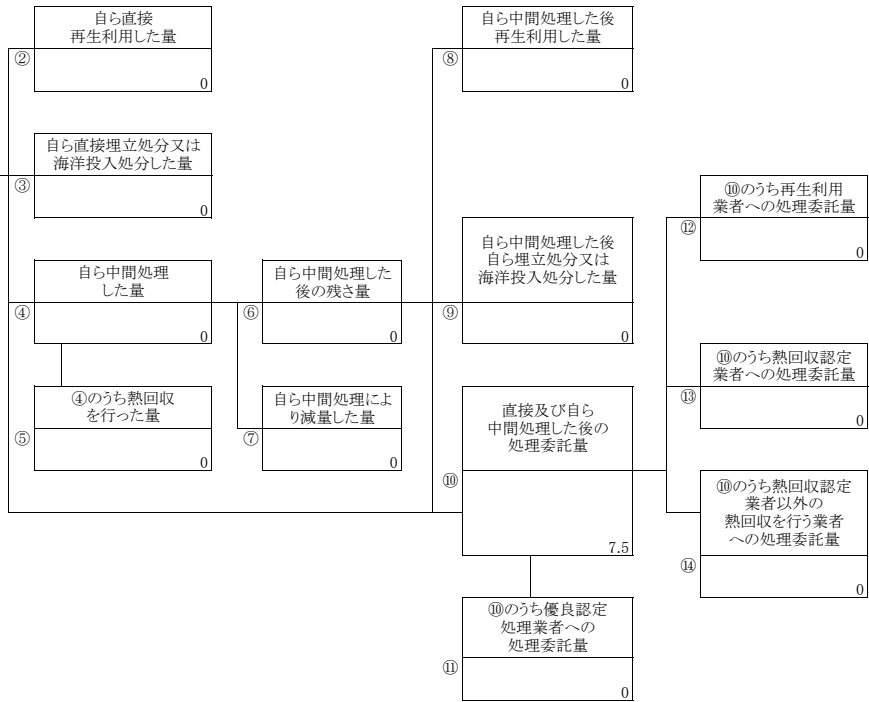 自ら直接
再生利用した量
②
0
自ら中間処理した後
再生利用した量
⑧
0
自ら直接埋立処分又は
海洋投入処分した量
③
0
⑩のうち再生利用
業者への処理委託量
⑫
0
自ら中間処理
した量
④
0
自ら中間処理した
後の残さ量
⑥
0
自ら中間処理した後
自ら埋立処分又は
海洋投入処分した量
⑨
0
⑩のうち熱回収認定
業者への処理委託量
⑬
0
④のうち熱回収
を行った量
⑤
0
自ら中間処理によ
り減量した量
⑦
0
直接及び自ら
中間処理した後の
処理委託量
⑩
7.5
⑩のうち熱回収認定
業者以外の
熱回収を行う業者
への処理委託量
⑭
0
⑩のうち優良認定
処理業者への
処理委託量
⑪
0